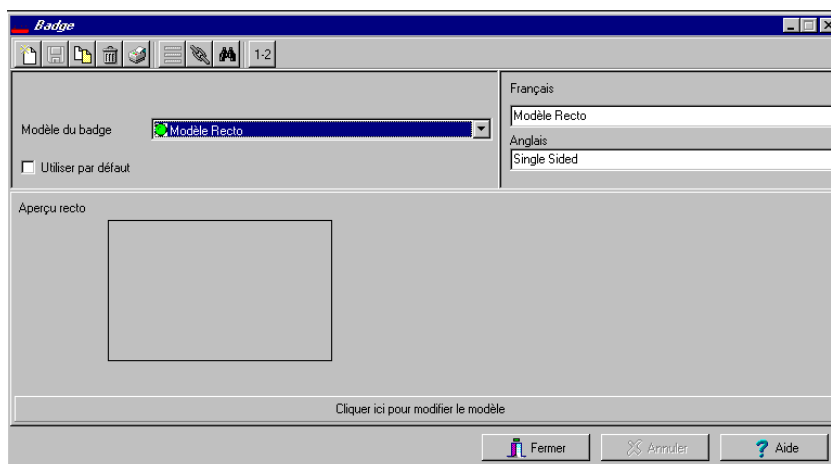 Badge
1-2
Français
Modèle Recto
Modèle du badge
Modèle Recto
Anglais
Single Sided
Utiliser par défaut
Aperçu recto
Cliquer ici pour modifier le modèle
Fermer
Annuler
Aide